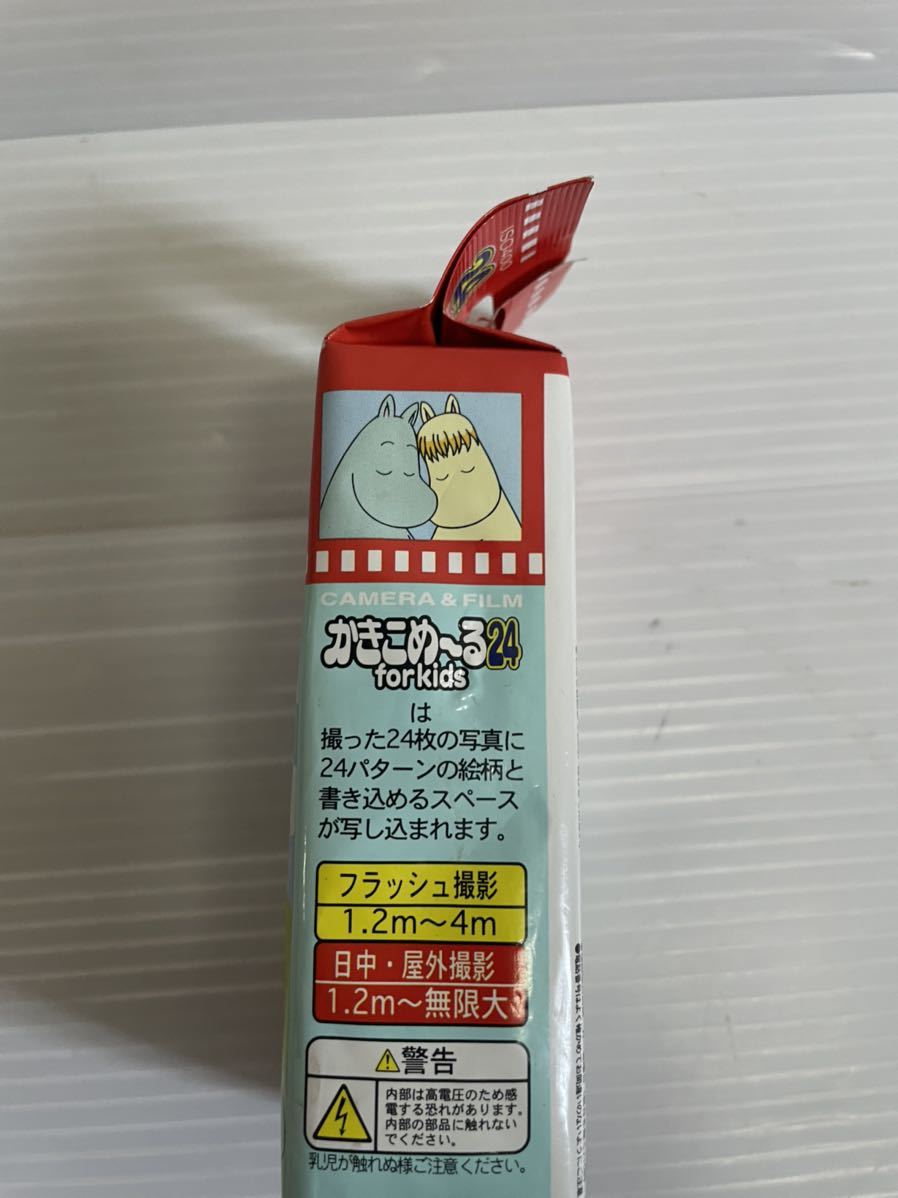 ISO400
CAMERA & FILM
かきこめ〜る24
for kids
は
撮った24枚の写真に
24パターンの絵柄と
書き込めるスペース
が写し込まれます。
フラッシュ撮影
1.2m〜4m
日中・屋外撮影
1.2m〜無限大
警告
内部は高電圧のため感
電する恐れがあります。
内部の部品に触れない
でください。
乳児が触れぬ様ご注意ください。